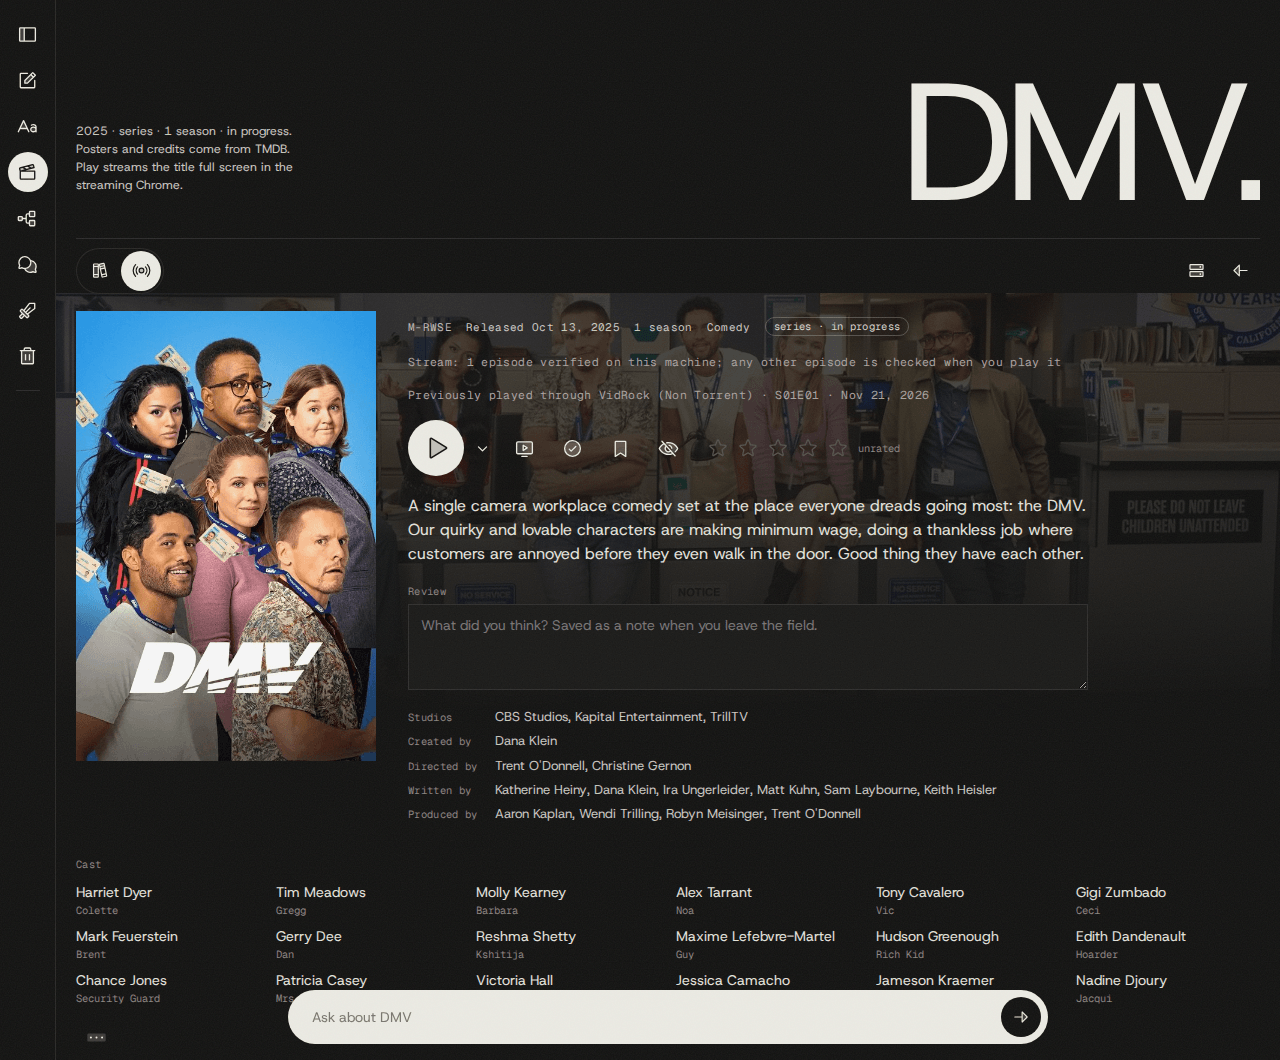 Aa
2025 · series · 1 season · in progress.
Posters and credits come from TMDB.
Play streams the title full screen in the
streaming Chrome.
DMV.
M-RWSE Released Oct 13, 2025 1 season Comedy series · in progress
Stream: 1 episode verified on this machine; any other episode is checked when you play it
Previously played through VidRock (Non Torrent) · S01E01 · Nov 21, 2026
unrated
A single camera workplace comedy set at the place everyone dreads going most: the DMV.
Our quirky and lovable characters are making minimum wage, doing a thankless job where
customers are annoyed before they even walk in the door. Good thing they have each other.
100 YEARS
PLEASE DO NOT LEAVE
CHILDREN UNATTENDED
NO SERVICE
NOTICE
NO SERVICE
DMV
Review
What did you think? Saved as a note when you leave the field.
Studios CBS Studios, Kapital Entertainment, TrillTV
Created by Dana Klein
Directed by Trent O'Donnell, Christine Gernon
Written by Katherine Heiny, Dana Klein, Ira Ungerleider, Matt Kuhn, Sam Laybourne, Keith Heisler
Produced by Aaron Kaplan, Wendi Trilling, Robyn Meisinger, Trent O'Donnell
Cast
Harriet Dyer Tim Meadows Molly Kearney Alex Tarrant Tony Cavalero Gigi Zumbado
Colette Gregg Barbara Noa Vic Ceci
Mark Feuerstein Gerry Dee Reshma Shetty Maxime Lefebvre-Martel Hudson Greenough Edith Dandenault
Brent Dan Kshitija Guy Rich Kid Hoarder
Chance Jones Patricia Casey Victoria Hall Jessica Camacho Jameson Kraemer Nadine Djoury
Security Guard Mrs Jacqui
Ask about DMV